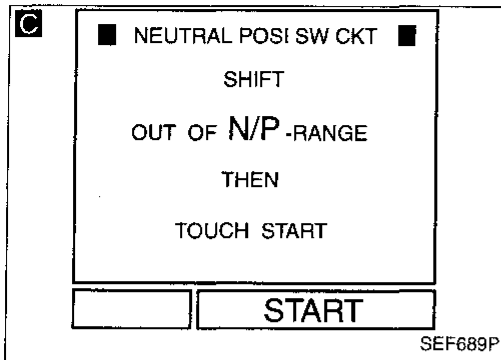 C
■ NEUTRAL POSI SW CKT ■
SHIFT
OUT OF N/P -RANGE
THEN
TOUCH START
START
SEF689P